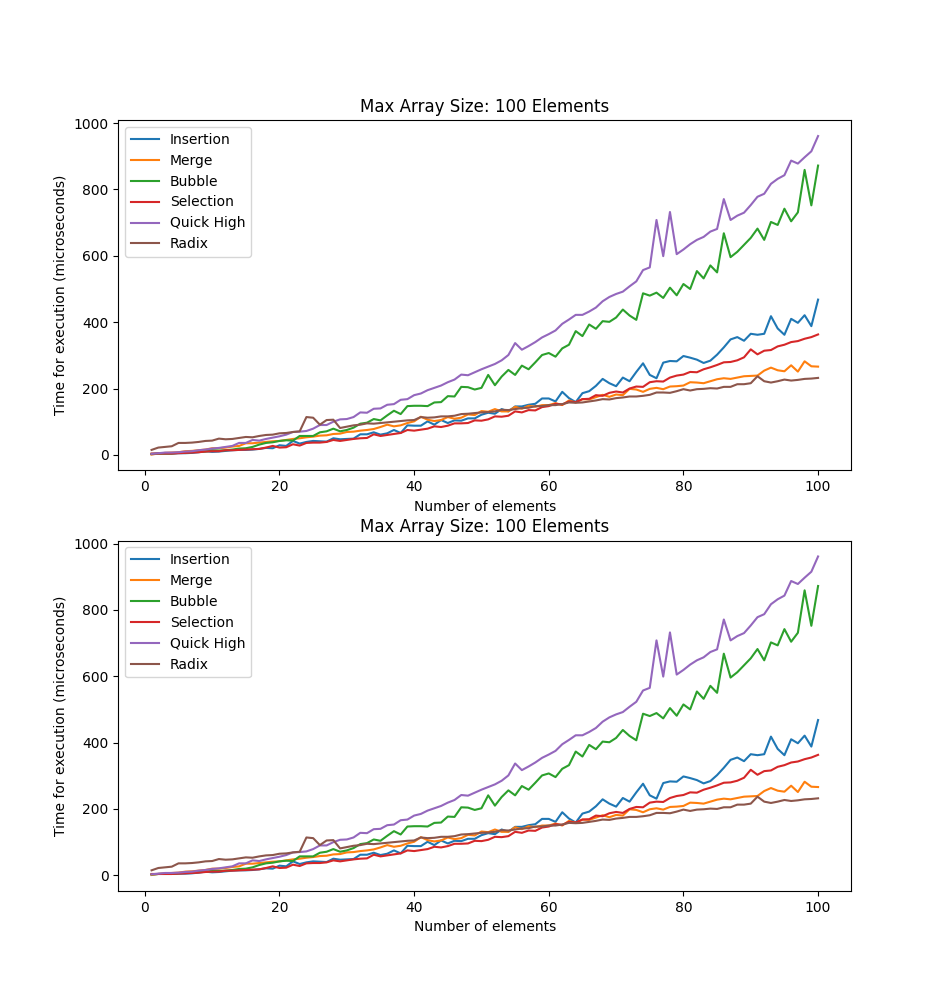 Max Array Size: 100 Elements
1000
800
600
400
200
0
Time for execution (microseconds)
Insertion
Merge
Bubble
Selection
Quick High
Radix
0 20 40 60 80 100
Number of elements
Max Array Size: 100 Elements
1000
800
600
400
200
0
Time for execution (microseconds)
Insertion
Merge
Bubble
Selection
Quick High
Radix
0 20 40 60 80 100
Number of elements